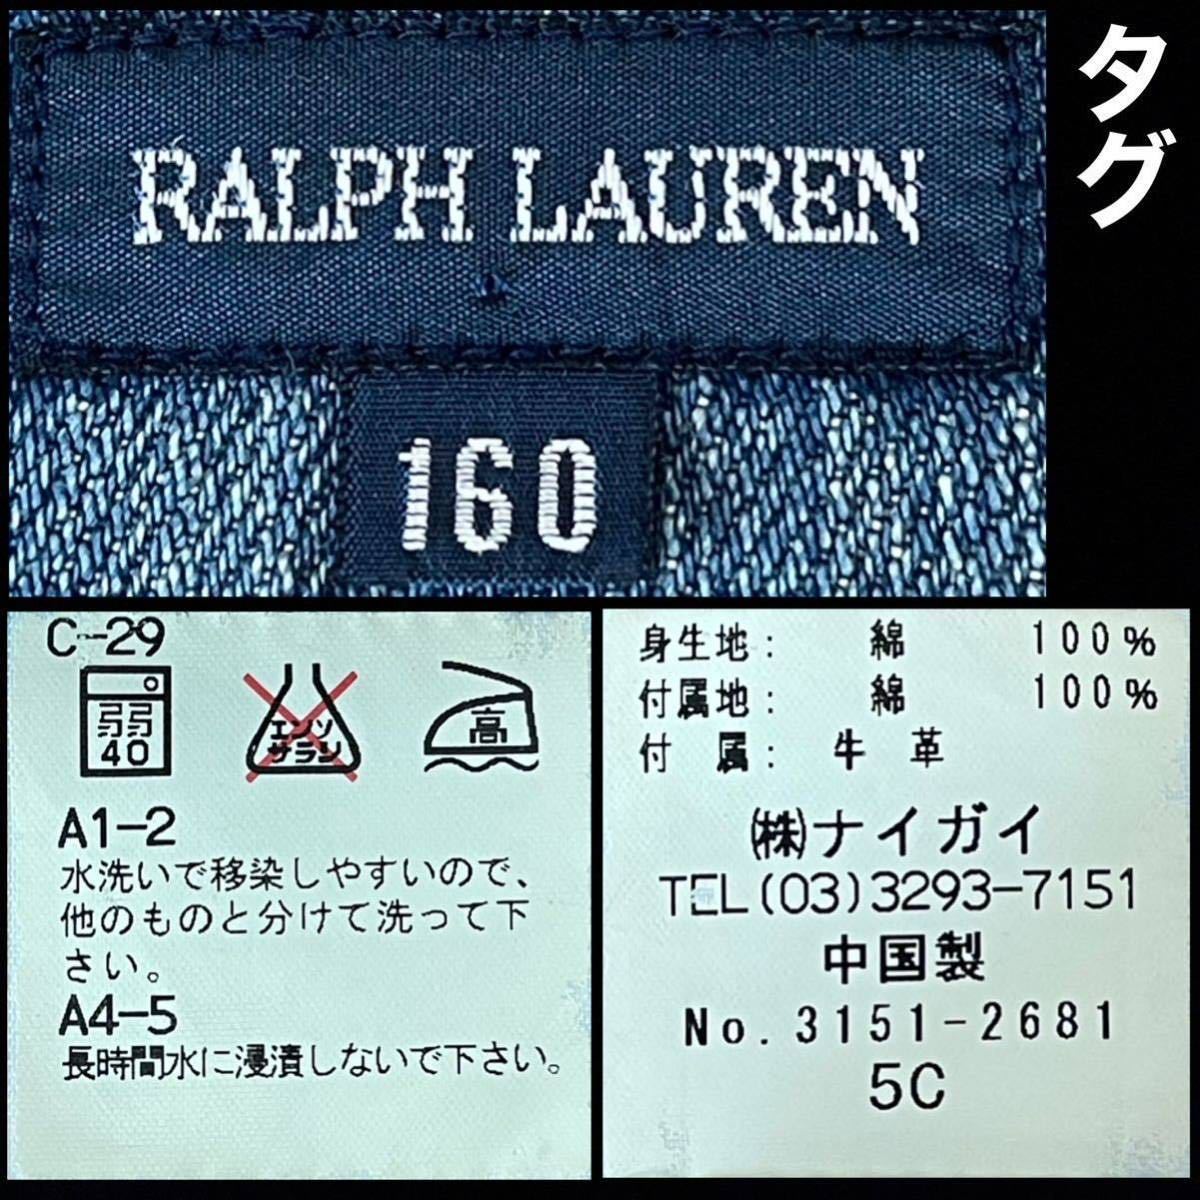 タグ
RALPH LAUREN
160
C-29
弱
40
エンソ
サラシ
高
A1-2
水洗いで移染しやすいので、
他のものと分けて洗って下
さい。
A4-5
長時間水に浸漬しないで下さい。
身生地: 綿 100%
付属地: 綿 100%
付 属: 牛 革
㈱ナイガイ
TEL(03)3293-7151
中国製
No.3151-2681
5C